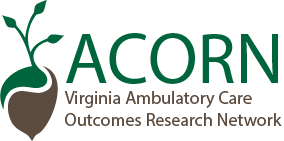 ACORN
Virginia Ambulatory Care
Outcomes Research Network